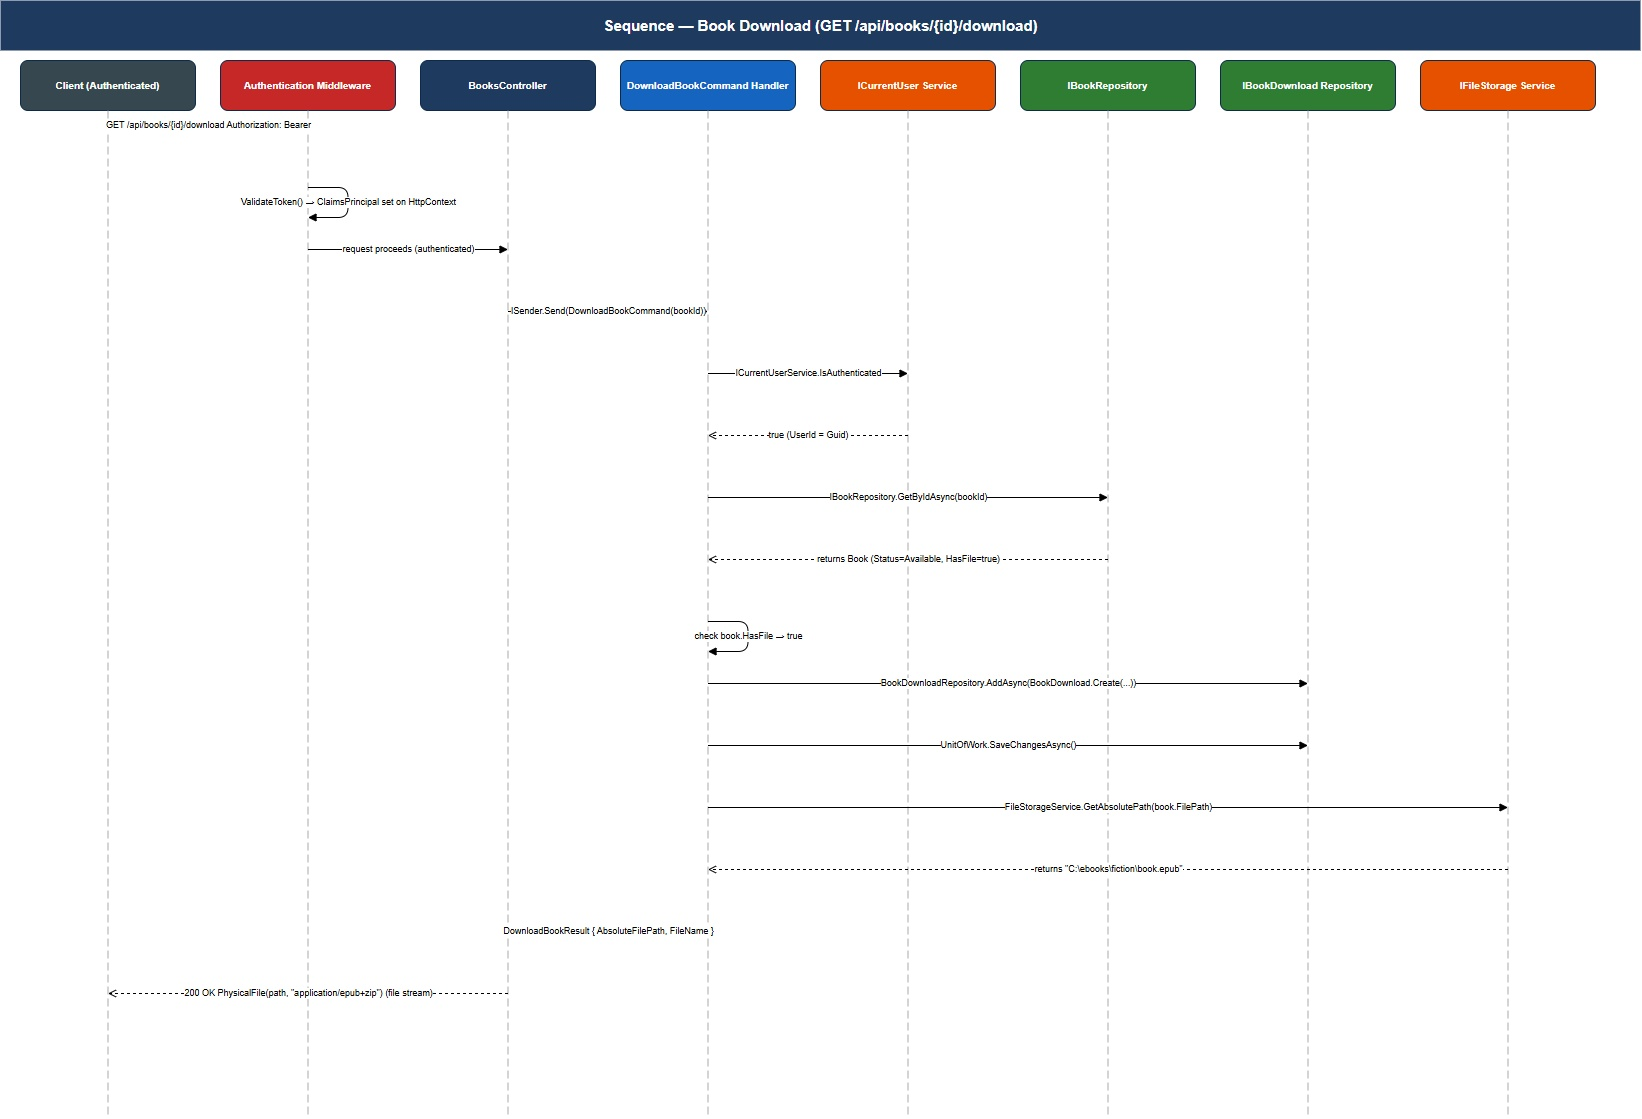 Sequence — Book Download (GET /api/books/{id}/download)
Client (Authenticated)
Authentication Middleware
BooksController
DownloadBookCommand Handler
ICurrentUser Service
IBookRepository
IBookDownload Repository
IFileStorage Service
GET /api/books/{id}/download Authorization: Bearer
ValidateToken() → ClaimsPrincipal set on HttpContext
request proceeds (authenticated)
ISender.Send(DownloadBookCommand(bookId))
ICurrentUserService.IsAuthenticated
true (UserId = Guid)
IBookRepository.GetByIdAsync(bookId)
returns Book (Status=Available, HasFile=true)
check book.HasFile → true
BookDownloadRepository.AddAsync(BookDownload.Create(...))
UnitOfWork.SaveChangesAsync()
FileStorageService.GetAbsolutePath(book.FilePath)
returns "C:\ebooks\fiction\book.epub"
DownloadBookResult { AbsoluteFilePath, FileName }
200 OK PhysicalFile(path, "application/epub+zip") (file stream)